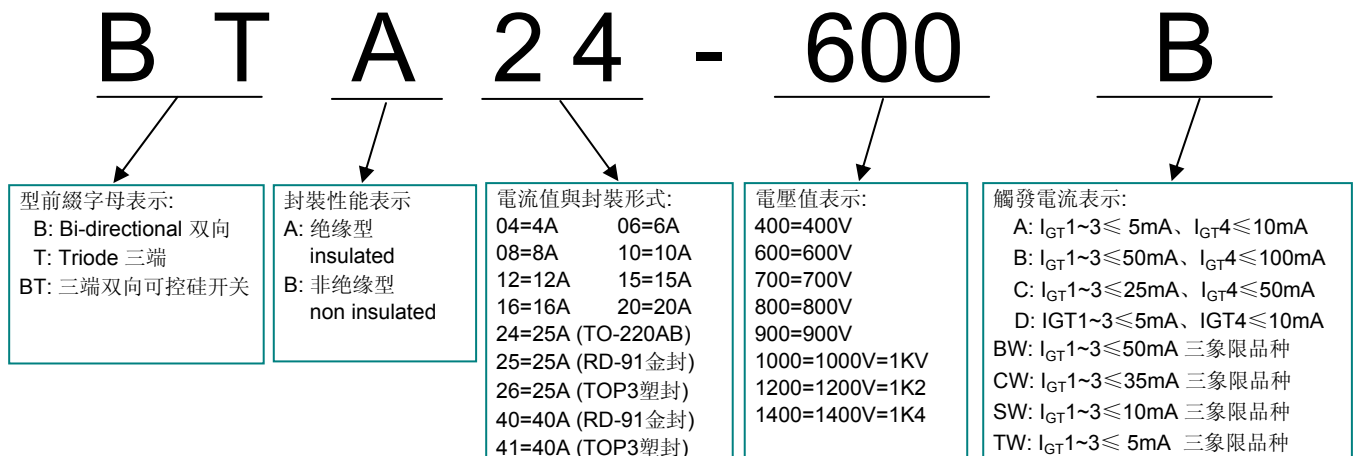 B T A 2 4 - 600 B
型前綴字母表示:
B: Bi-directional 双向
T: Triode 三端
BT: 三端双向可控硅开关
封裝性能表示
A: 绝缘型
insulated
B: 非绝缘型
non insulated
電流值與封裝形式:
04=4A 06=6A
08=8A 10=10A
12=12A 15=15A
16=16A 20=20A
24=25A (TO-220AB)
25=25A (RD-91金封)
26=25A (TOP3塑封)
40=40A (RD-91金封)
41=40A (TOP3塑封)
電壓值表示:
400=400V
600=600V
700=700V
800=800V
900=900V
1000=1000V=1KV
1200=1200V=1K2
1400=1400V=1K4
觸發電流表示:
A: IGT1~3≤ 5mA、IGT4≤10mA
B: IGT1~3≤50mA、IGT4≤100mA
C: IGT1~3≤25mA、IGT4≤50mA
D: IGT1~3≤5mA、IGT4≤10mA
BW: IGT1~3≤50mA 三象限品种
CW: IGT1~3≤35mA 三象限品种
SW: IGT1~3≤10mA 三象限品种
TW: IGT1~3≤ 5mA 三象限品种